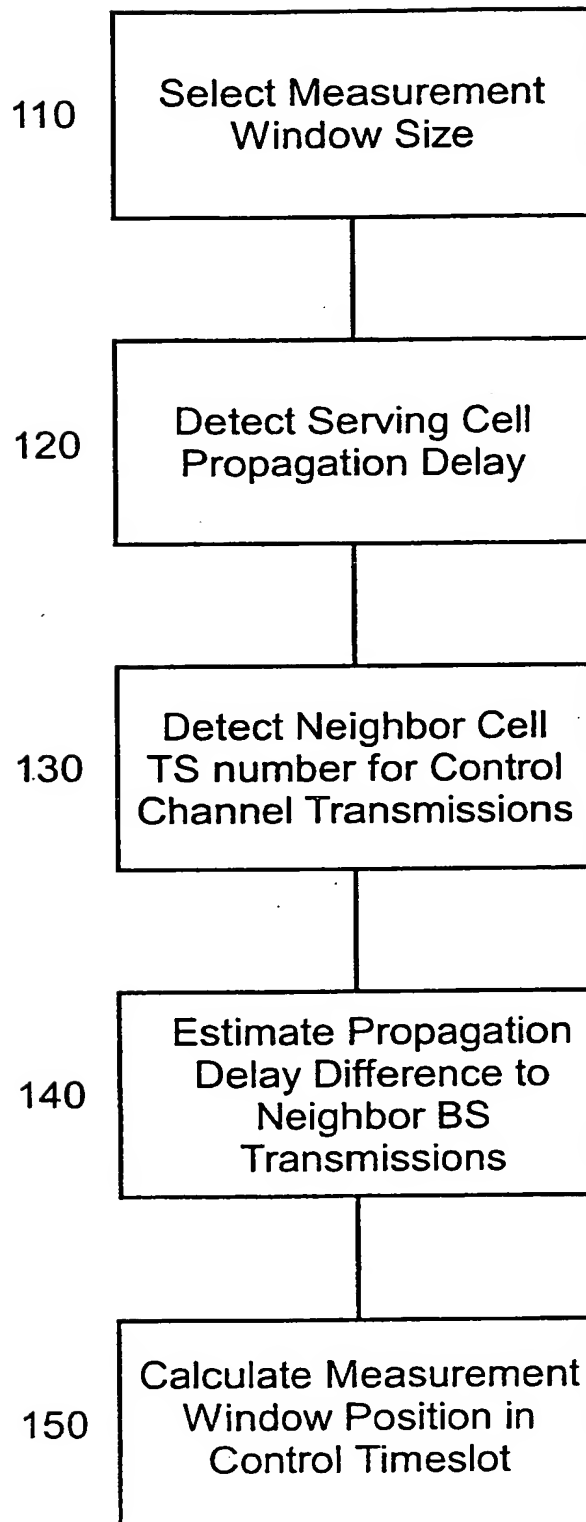 110
Select Measurement
Window Size
120
Detect Serving Cell
Propagation Delay
130
Detect Neighbor Cell
TS number for Control
Channel Transmissions
140
Estimate Propagation
Delay Difference to
Neighbor BS
Transmissions
150
Calculate Measurement
Window Position in
Control Timeslot